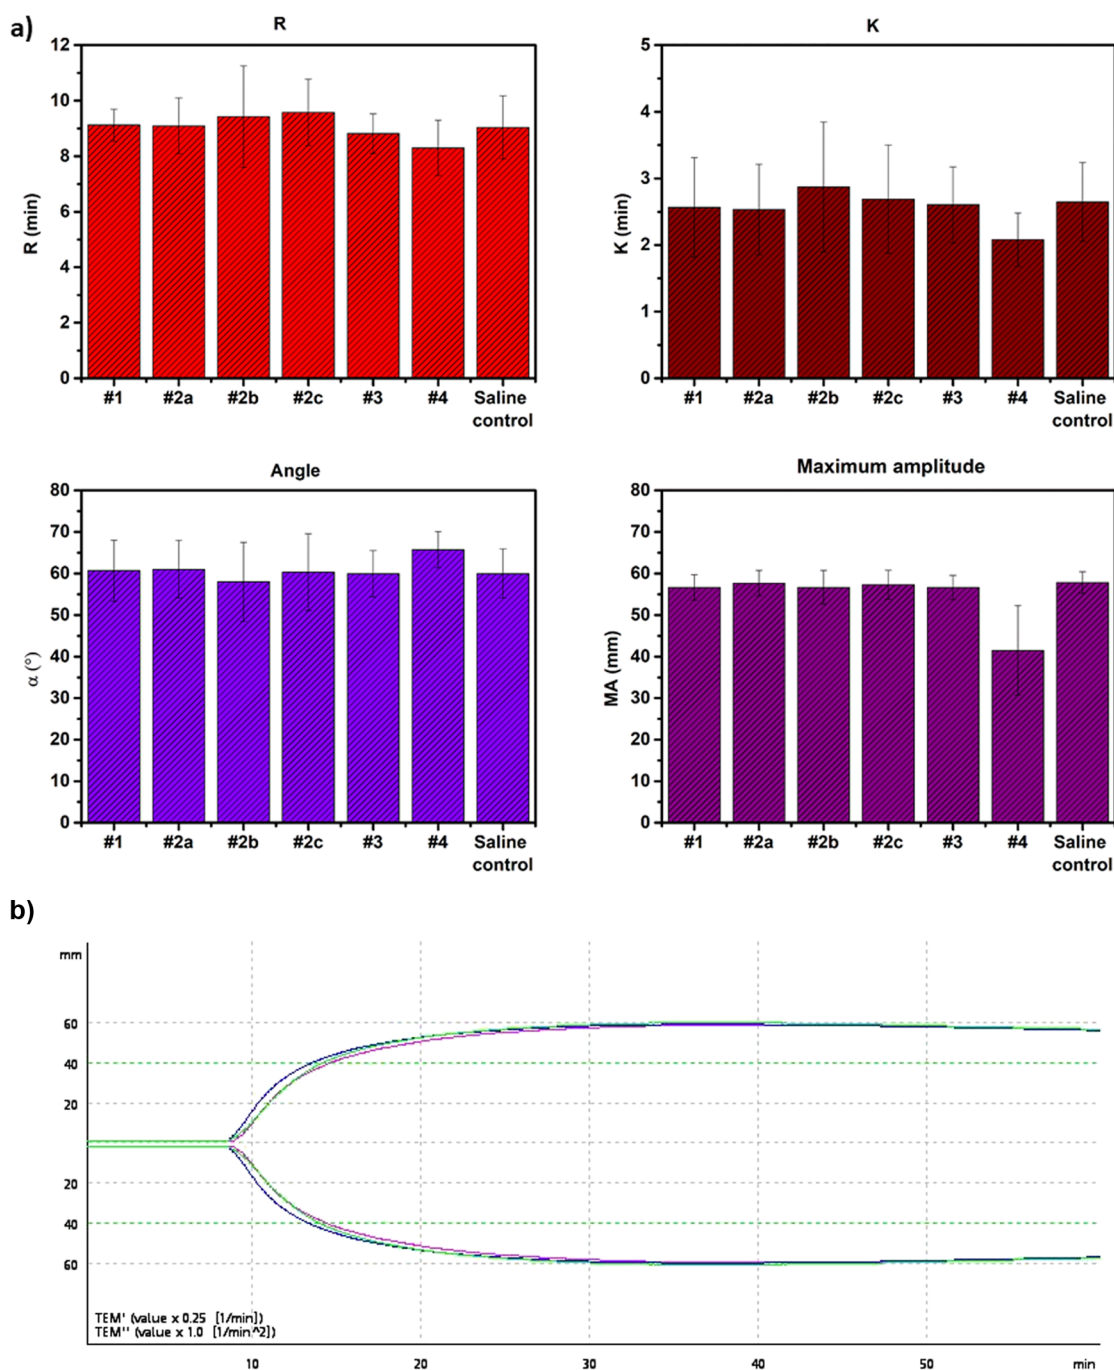 a)
R
12
10
8
6
4
2
0
R (min)
#1 #2a #2b #2c #3 #4 Saline
control
K
5
4
3
2
1
0
K (min)
#1 #2a #2b #2c #3 #4 Saline
control
Angle
80
70
60
50
40
30
20
10
0
α (°)
#1 #2a #2b #2c #3 #4 Saline
control
Maximum amplitude
80
70
60
50
40
30
20
10
0
MA (mm)
#1 #2a #2b #2c #3 #4 Saline
control
b)
mm
60
40
20
20
40
60
TEM' (value x 0.25 [1/min])
TEM'' (value x 1.0 [1/min^2])
10 20 30 40 50 min